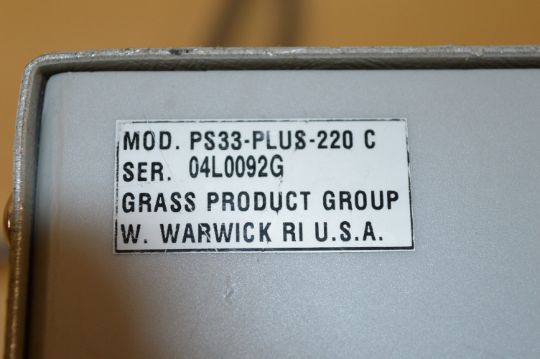 MOD. PS33-PLUS-220 C
SER. 04L0092G
GRASS PRODUCT GROUP
W. WARWICK RI U.S.A.